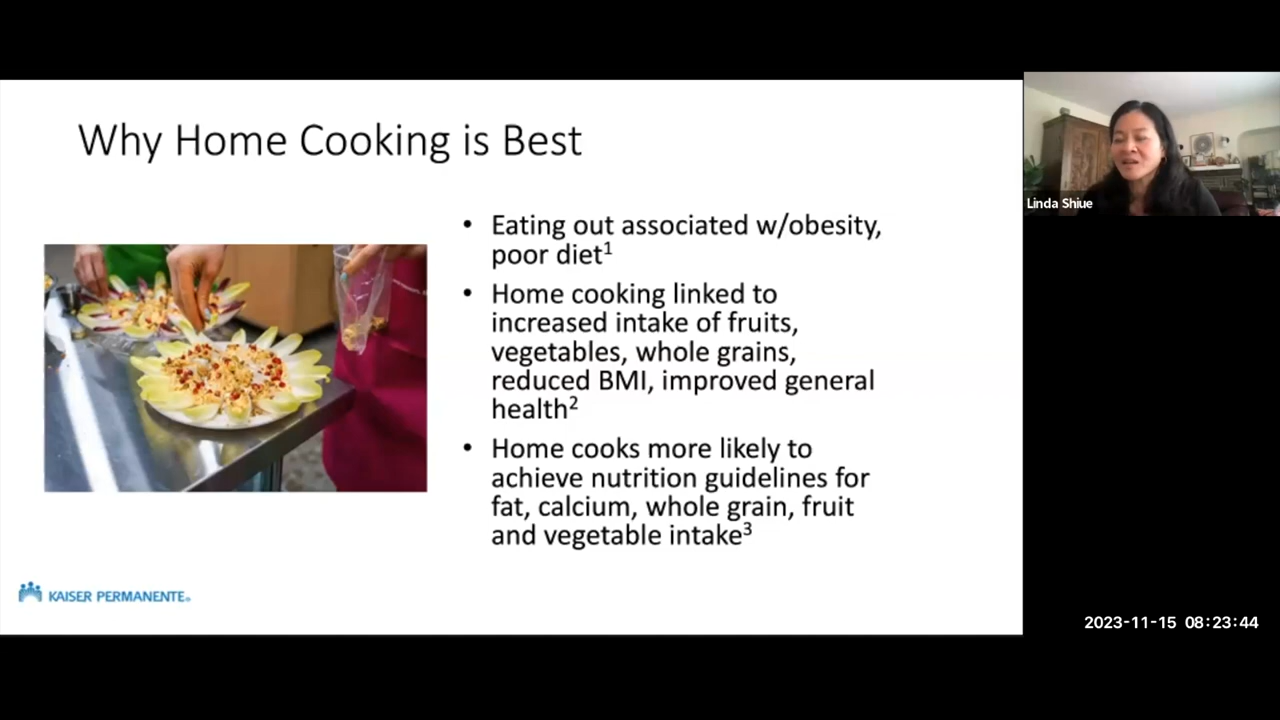 Why Home Cooking is Best
• Eating out associated w/obesity,
poor diet¹
• Home cooking linked to
increased intake of fruits,
vegetables, whole grains,
reduced BMI, improved general
health²
• Home cooks more likely to
achieve nutrition guidelines for
fat, calcium, whole grain, fruit
and vegetable intake³
KAISER PERMANENTE®
Linda Shiue
2023-11-15 08:23:44